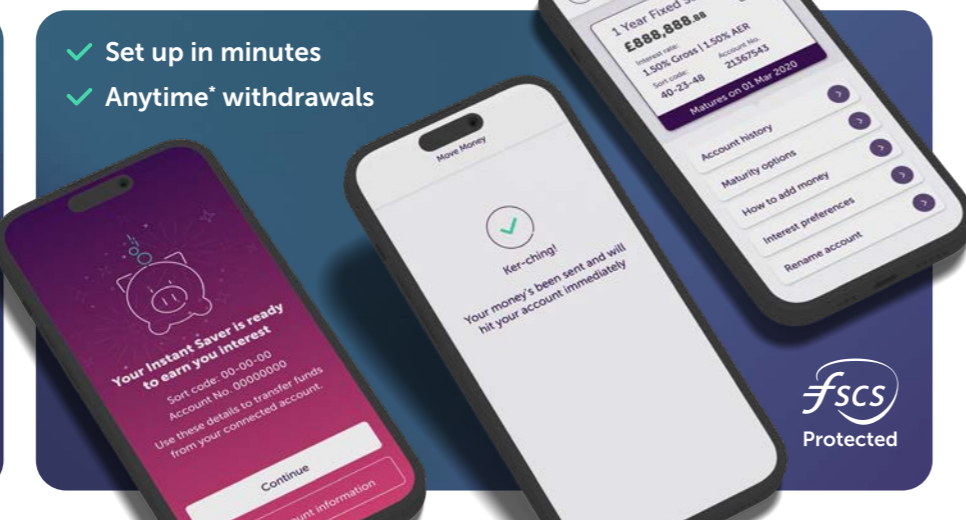 Set up in minutes
Anytime* withdrawals
Your Instant Saver is ready
to earn you interest
Sort code: 00-00-00
Account No. 00000000
Use these details to transfer funds
from your connected account.
Continue
information
Move Money
Ker-ching!
Your money's been sent and will
hit your account immediately
1 Year Fixed
£888,888.88
Interest rate:
1.50% Gross | 1.50% AER
Sort code:
Account No.
40-23-48
21367543
Matures on 01 Mar 2020
Account history
Maturity options
How to add money
Interest preferences
Rename account
fscs
Protected